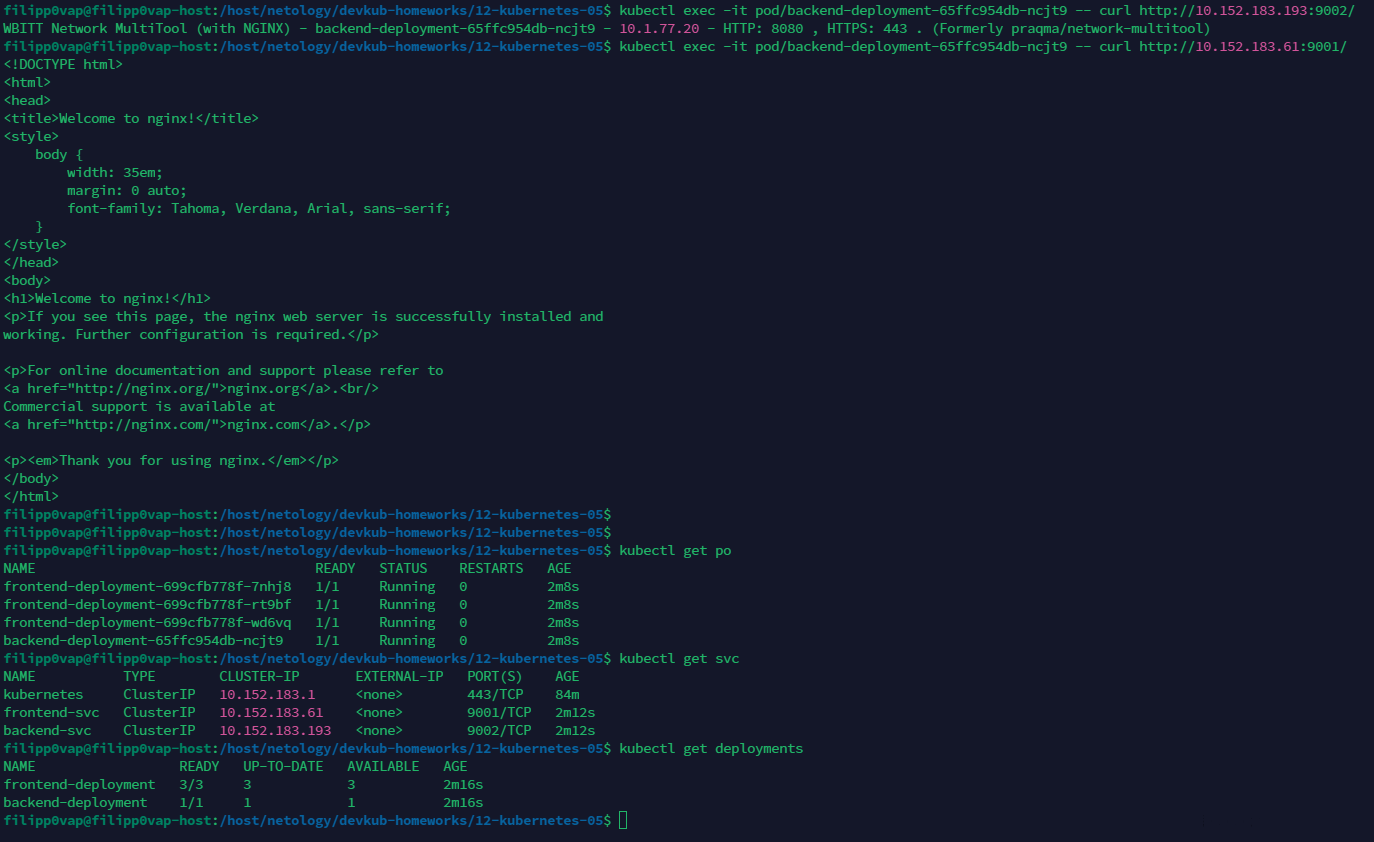 filipp0vap@filipp0vap-host:/host/netology/devkub-homeworks/12-kubernetes-05$ kubectl exec -it pod/backend-deployment-65ffc954db-ncjt9 -- curl http://10.152.183.193:9002/
WBITT Network MultiTool (with NGINX) - backend-deployment-65ffc954db-ncjt9 - 10.1.77.20 - HTTP: 8080 , HTTPS: 443 . (Formerly praqma/network-multitool)
filipp0vap@filipp0vap-host:/host/netology/devkub-homeworks/12-kubernetes-05$ kubectl exec -it pod/backend-deployment-65ffc954db-ncjt9 -- curl http://10.152.183.61:9001/
<!DOCTYPE html>
<html>
<head>
<title>Welcome to nginx!</title>
<style>
    body {
        width: 35em;
        margin: 0 auto;
        font-family: Tahoma, Verdana, Arial, sans-serif;
    }
</style>
</head>
<body>
<h1>Welcome to nginx!</h1>
<p>If you see this page, the nginx web server is successfully installed and
working. Further configuration is required.</p>

<p>For online documentation and support please refer to
<a href="http://nginx.org/">nginx.org</a>.<br/>
Commercial support is available at
<a href="http://nginx.com/">nginx.com</a>.</p>

<p><em>Thank you for using nginx.</em></p>
</body>
</html>
filipp0vap@filipp0vap-host:/host/netology/devkub-homeworks/12-kubernetes-05$
filipp0vap@filipp0vap-host:/host/netology/devkub-homeworks/12-kubernetes-05$
filipp0vap@filipp0vap-host:/host/netology/devkub-homeworks/12-kubernetes-05$ kubectl get po
NAME                                   READY   STATUS    RESTARTS   AGE
frontend-deployment-699cfb778f-7nhj8   1/1     Running   0          2m8s
frontend-deployment-699cfb778f-rt9bf   1/1     Running   0          2m8s
frontend-deployment-699cfb778f-wd6vq   1/1     Running   0          2m8s
backend-deployment-65ffc954db-ncjt9    1/1     Running   0          2m8s
filipp0vap@filipp0vap-host:/host/netology/devkub-homeworks/12-kubernetes-05$ kubectl get svc
NAME           TYPE        CLUSTER-IP       EXTERNAL-IP   PORT(S)    AGE
kubernetes     ClusterIP   10.152.183.1     <none>        443/TCP    84m
frontend-svc   ClusterIP   10.152.183.61    <none>        9001/TCP   2m12s
backend-svc    ClusterIP   10.152.183.193   <none>        9002/TCP   2m12s
filipp0vap@filipp0vap-host:/host/netology/devkub-homeworks/12-kubernetes-05$ kubectl get deployments
NAME                  READY   UP-TO-DATE   AVAILABLE   AGE
frontend-deployment   3/3     3            3           2m16s
backend-deployment    1/1     1            1           2m16s
filipp0vap@filipp0vap-host:/host/netology/devkub-homeworks/12-kubernetes-05$